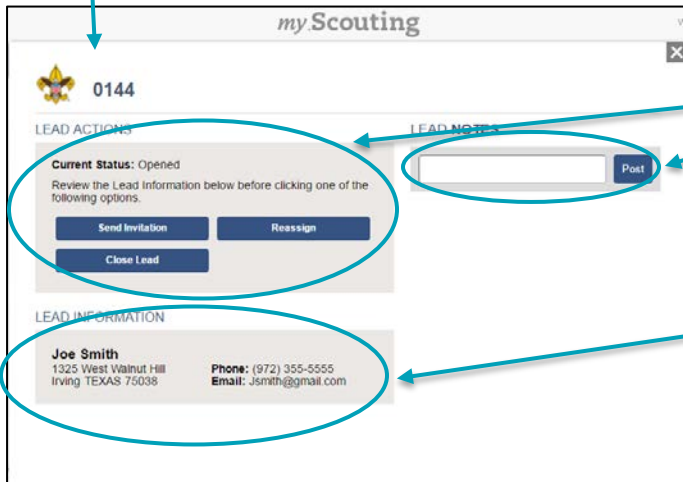 my.Scouting
0144
LEAD ACTIONS
Current Status: Opened
Review the Lead Information below before clicking one of the
following options.
Send Invitation
Reassign
Close Lead
LEAD NOTES
Post
LEAD INFORMATION
Joe Smith
1325 West Walnut Hill
Irving TEXAS 75038
Phone: (972) 355-5555
Email: Jsmith@gmail.com